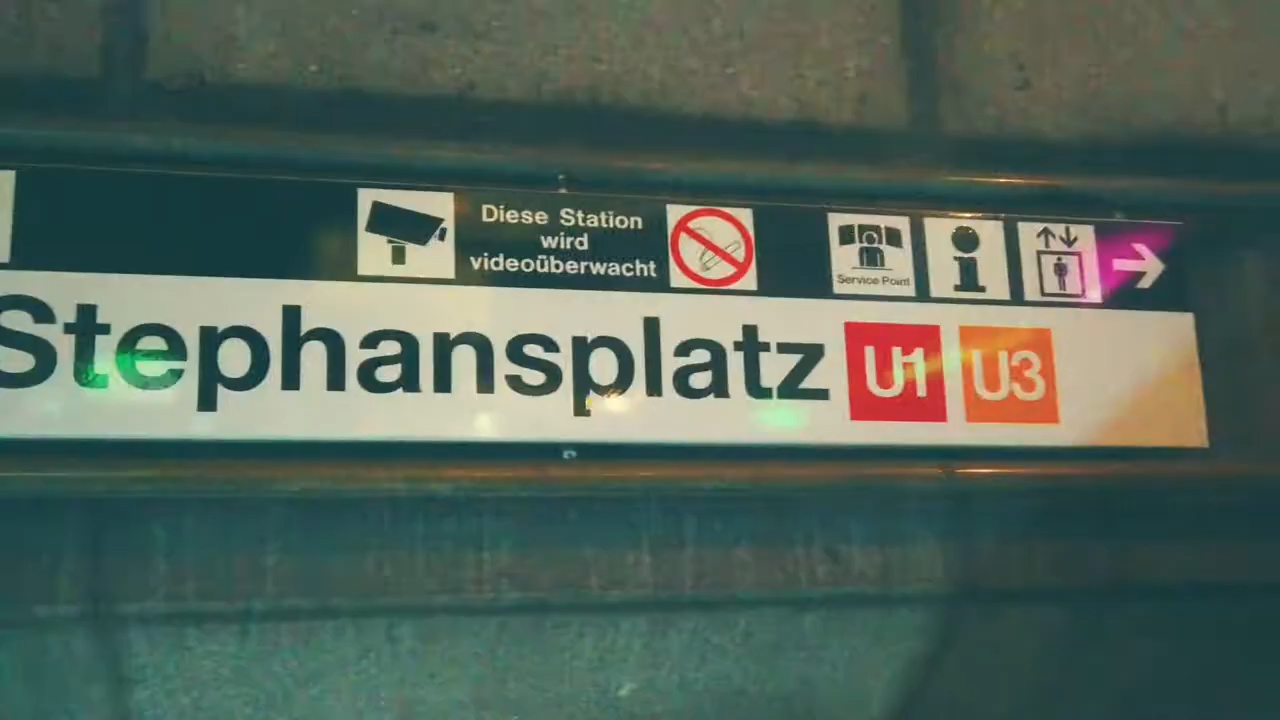 Diese Station
wird
videoüberwacht
Service Point
Stephansplatz U1 U3